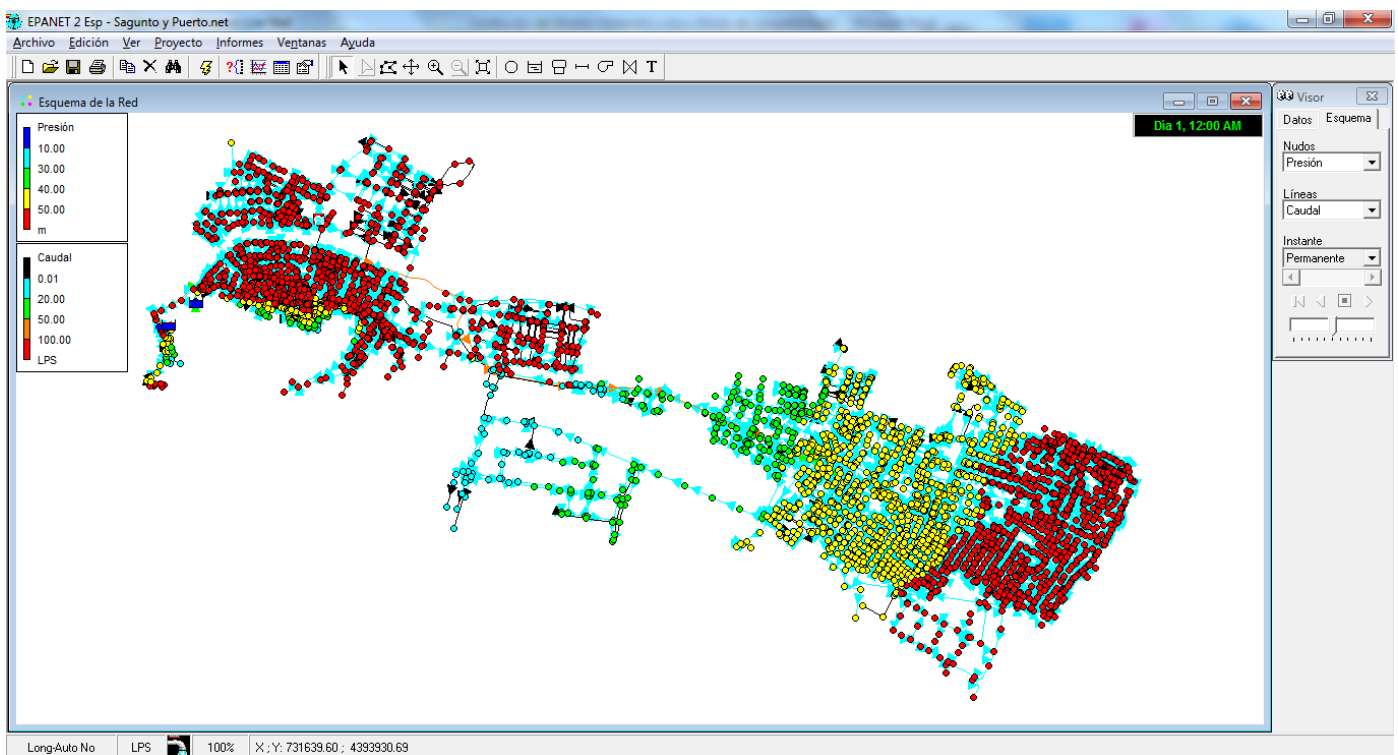 EPANET 2 Esp - Sagunto y Puerto.net
Archivo Edición Ver Proyecto Informes Ventanas Ayuda
T
Esquema de la Red
Día 1, 12:00 AM
Presión
10.00
30.00
40.00
50.00
m
Caudal
0.01
20.00
50.00
100.00
LPS
Visor
Datos Esquema
Nudos
Presión
Líneas
Caudal
Instante
Permanente
Long-Auto No LPS 100% X ; Y: 731639.60 ; 4393930.69